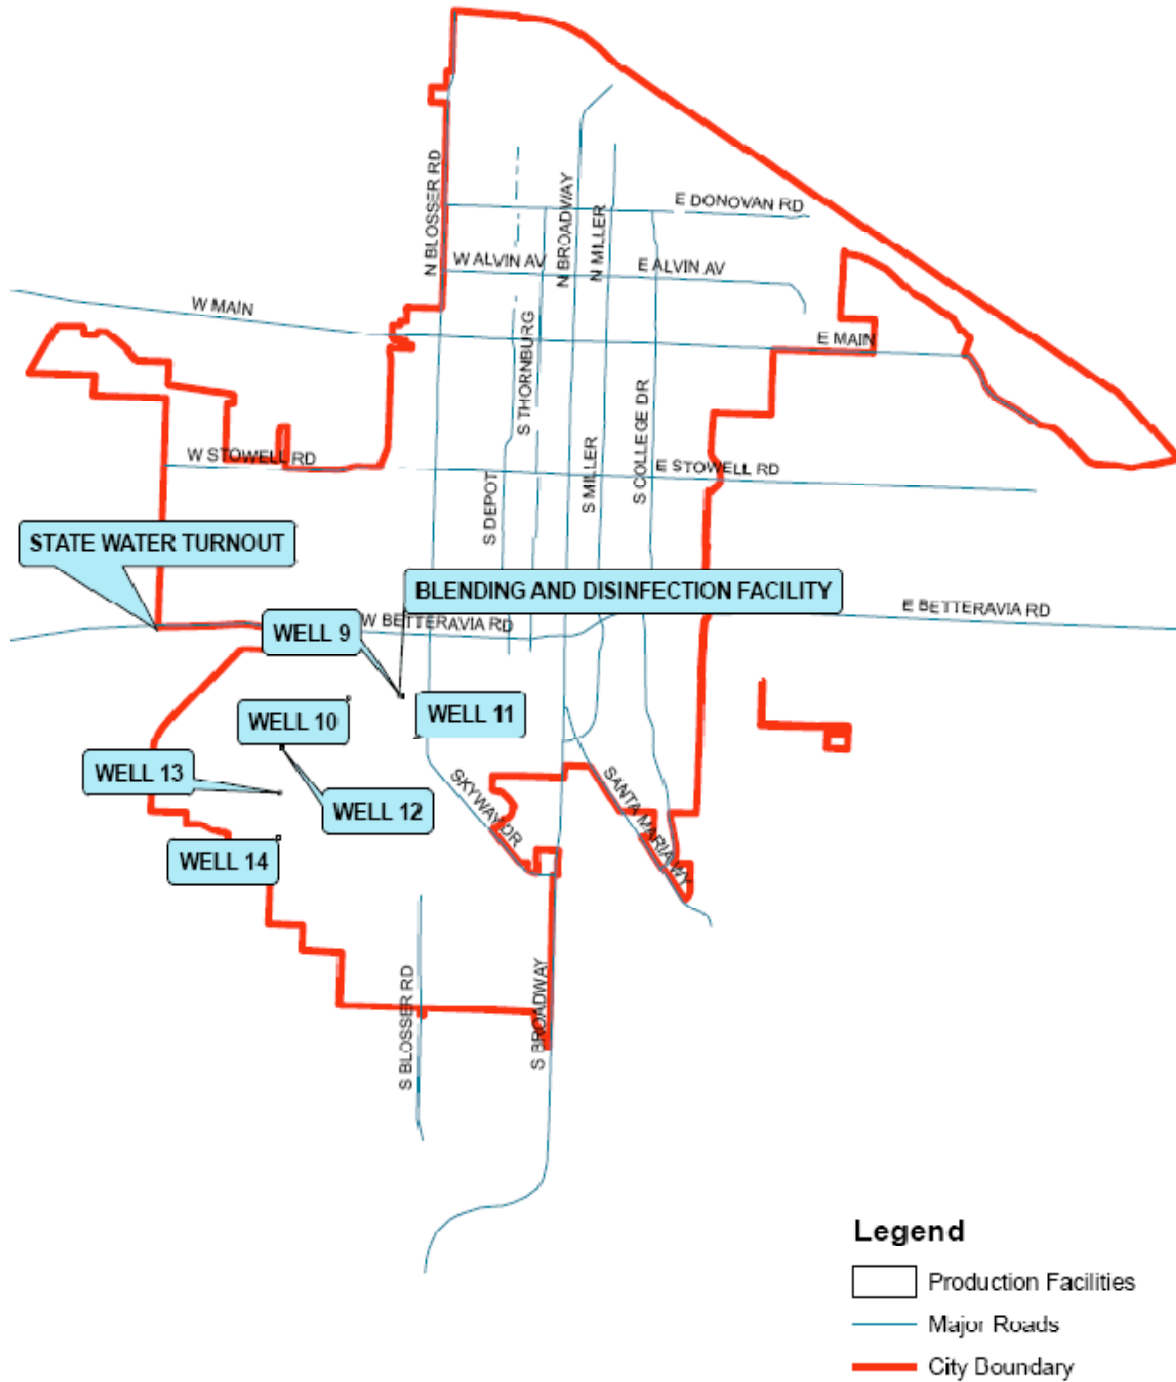 N BLOSSER RD
E DONOVAN RD
N BROADWAY
N MILLER
W ALVIN AV
E ALVIN AV
W MAIN
E MAIN
S THORNBURG
S COLLEGE DR
W STOWELL RD
E STOWELL RD
S MILLER
S DEPOT
STATE WATER TURNOUT
BLENDING AND DISINFECTION FACILITY
E BETTERAVIA RD
W BETTERAVIA RD
WELL 9
WELL 10
WELL 11
WELL 13
WELL 12
SKYWAY DR
SANTA MARIA WY
WELL 14
S BLOSSER RD
S BROADWAY
Legend
Production Facilities
Major Roads
City Boundary